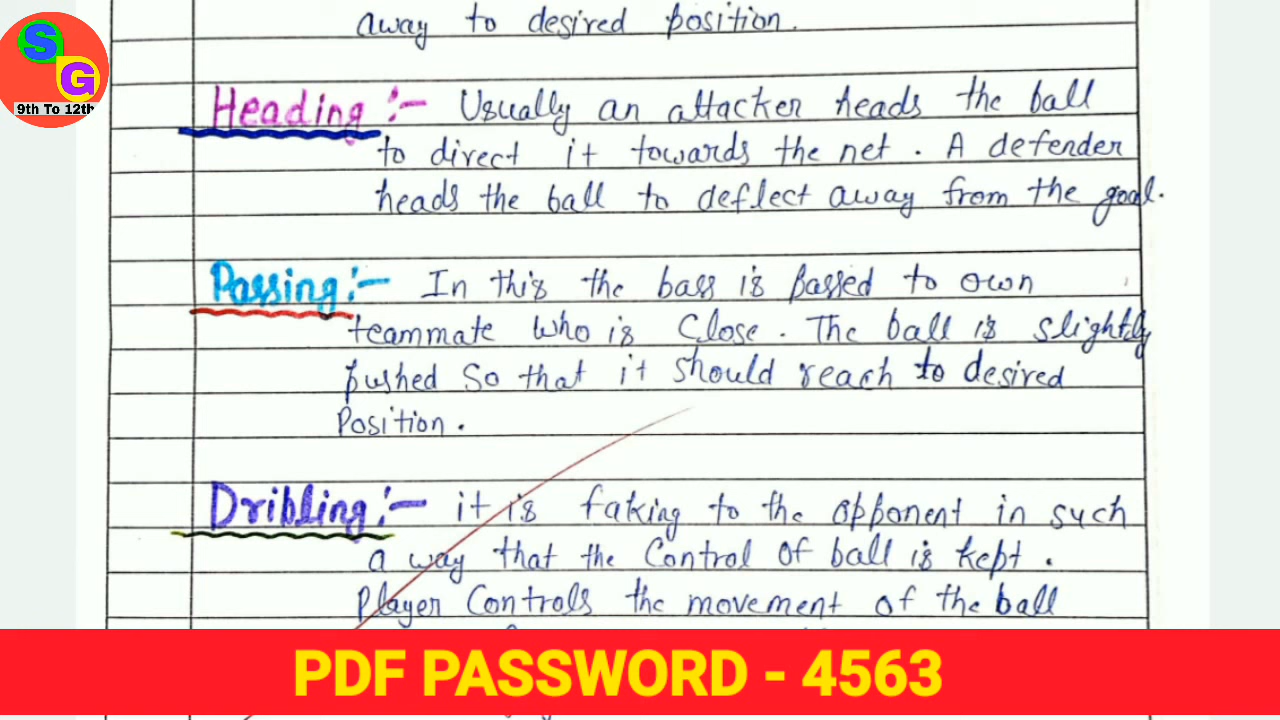 away to desired position.
S
G
9th To 12th
Heading :- Usually an attacker heads the ball
to direct it towards the net. A defender
heads the ball to deflect away from the goal.
Passing :- In this the bass is passed to own
teammate who is close. The ball is slightly
pushed so that it should reach to desired
Position.
Dribling :- it is faking to the opponent in such
a way that the control of ball is kept.
Player Controls the movement of the ball
PDF PASSWORD - 4563